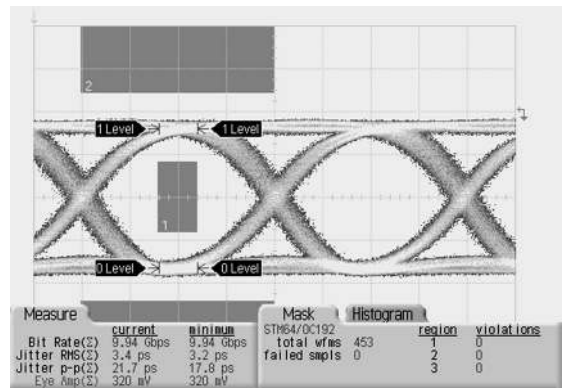 2
1 Level 1 Level
1
0 Level 0 Level
Measure
current minimum
Bit Rate(Σ) 9.94 Gbps 9.94 Gbps
Jitter RMS(Σ) 3.4 ps 3.2 ps
Jitter p-p(Σ) 21.7 ps 17.8 ps
Eye Amp(Σ) 320 mV 320 mV
Mask Histogram
STM64/OC192 region violations
total wfms 453 1 0
failed smpls 0 2 0
3 0